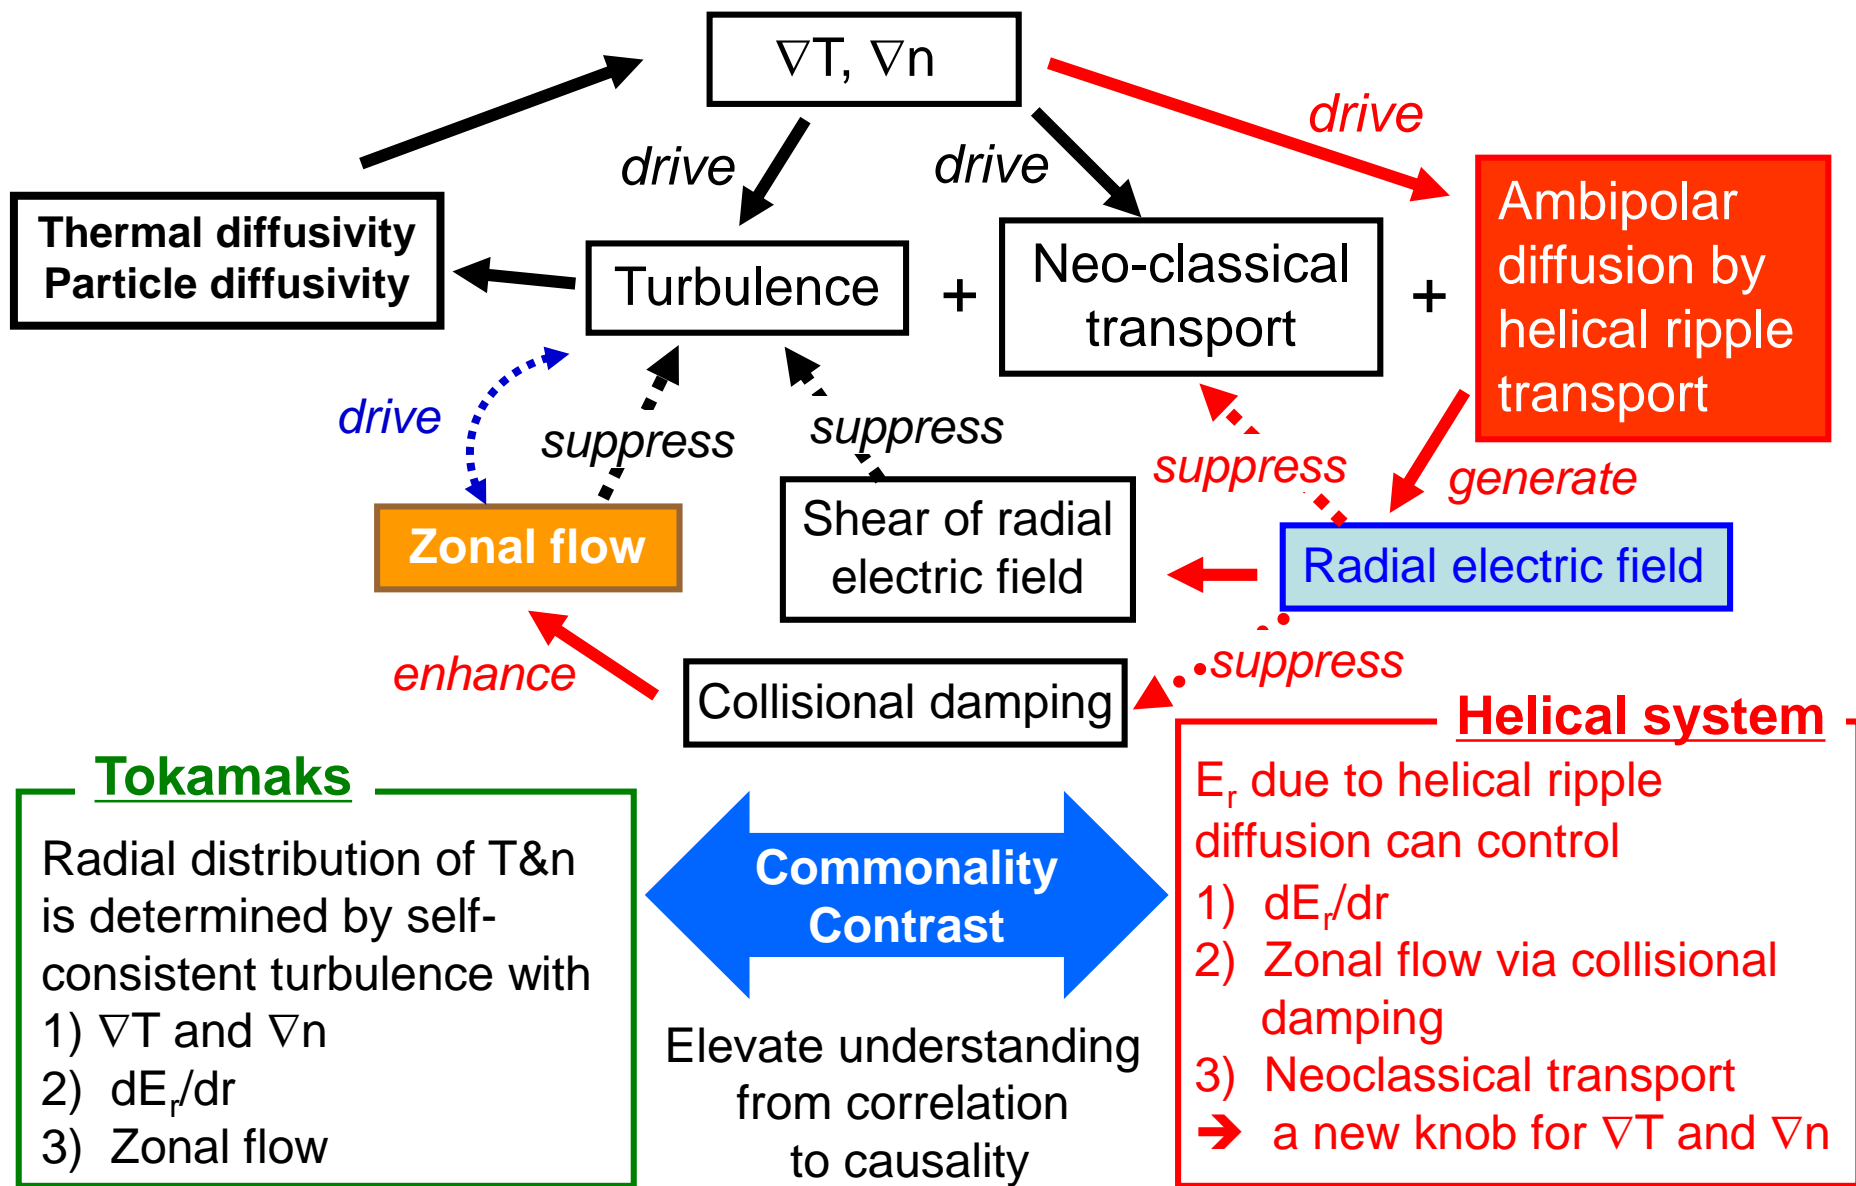 ∇T, ∇n
drive
drive
drive
Thermal diffusivity
Particle diffusivity
Turbulence
+
Neo-classical
transport
+
Ambipolar
diffusion by
helical ripple
transport
drive
suppress
suppress
suppress
generate
Zonal flow
Shear of radial
electric field
Radial electric field
enhance
Collisional damping
suppress
Tokamaks
Radial distribution of T&n
is determined by self-
consistent turbulence with
1) ∇T and ∇n
2) dEr/dr
3) Zonal flow
Commonality
Contrast
Elevate understanding
from correlation
to causality
Helical system
Er due to helical ripple
diffusion can control
1) dEr/dr
2) Zonal flow via collisional
damping
3) Neoclassical transport
➔ a new knob for ∇T and ∇n